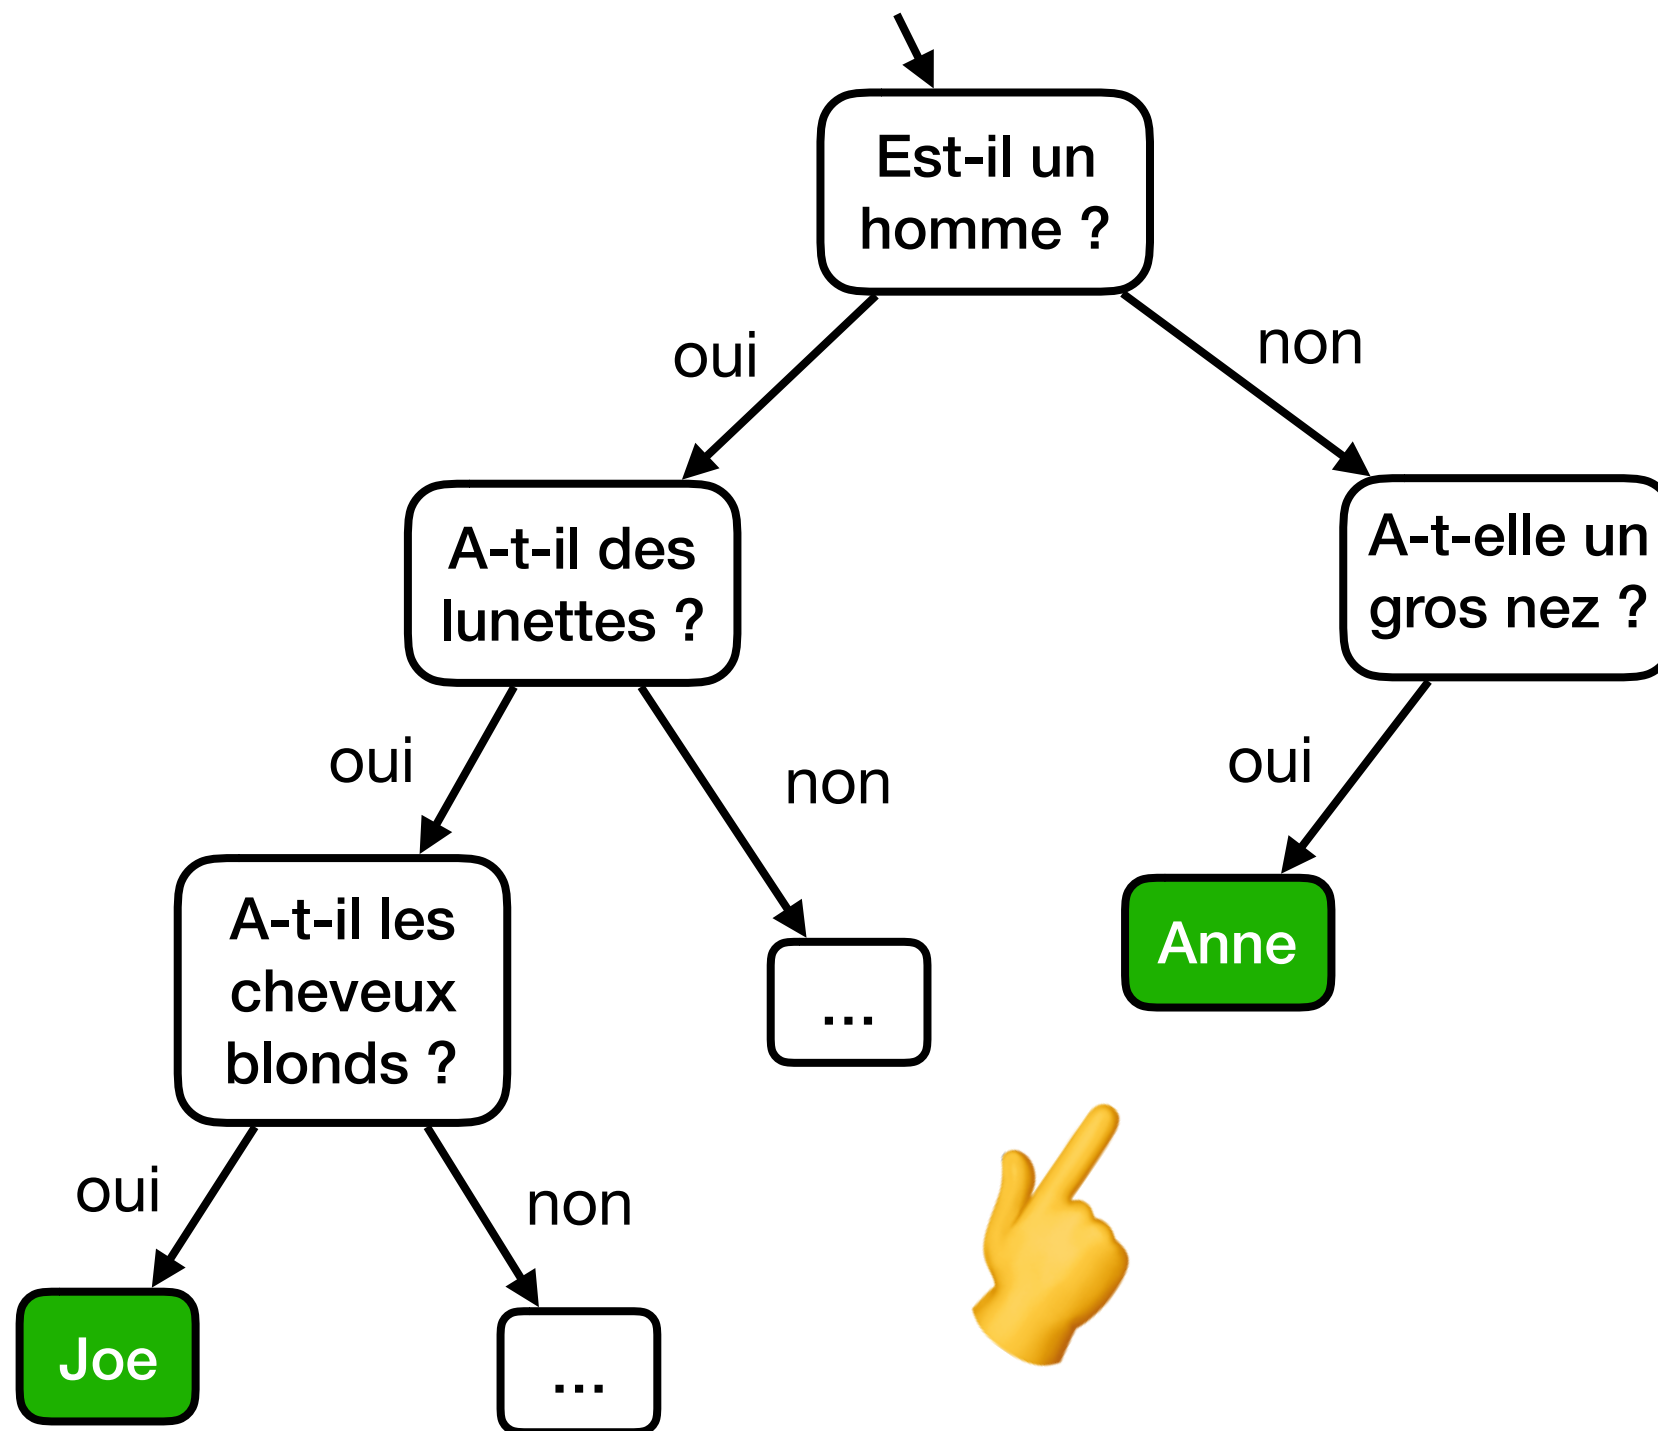 Est-il un
homme ?
oui
non
A-t-il des
lunettes ?
A-t-elle un
gros nez ?
oui
non
oui
A-t-il les
cheveux
blonds ?
...
Anne
oui
non
Joe
...